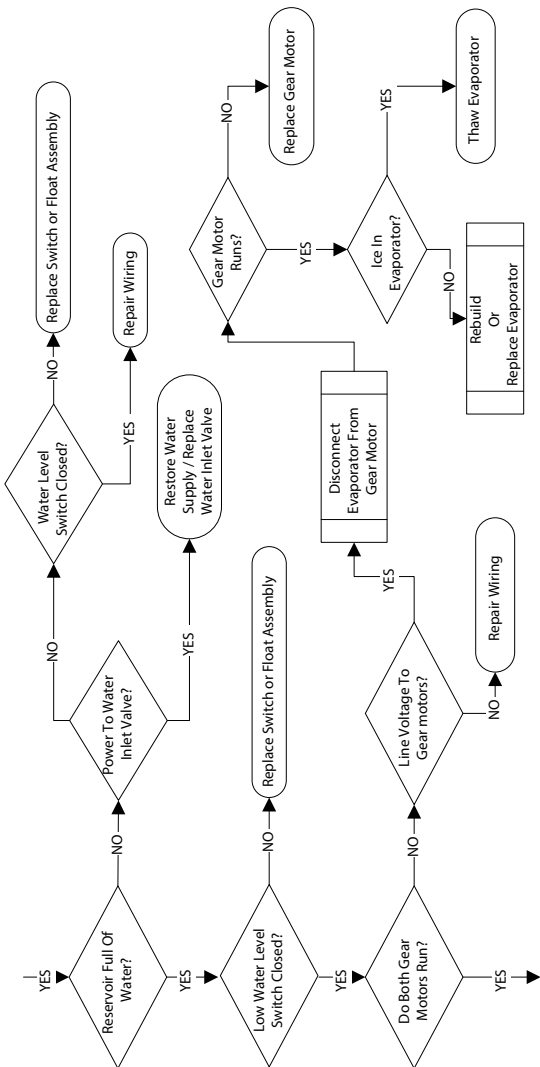 YES
Reservoir Full Of
Water?
NO
Power To Water
Inlet Valve?
NO
Water Level
Switch Closed?
NO
Replace Switch or Float Assembly
YES
Repair Wiring
YES
Restore Water
Supply / Replace
Water Inlet Valve
YES
Low Water Level
Switch Closed?
NO
Replace Switch or Float Assembly
YES
Do Both Gear
Motors Run?
NO
Line Voltage To
Gear motors?
NO
Repair Wiring
YES
Disconnect
Evaporator From
Gear Motor
Gear Motor
Runs?
NO
Replace Gear Motor
YES
Ice In
Evaporator?
YES
Thaw Evaporator
NO
Rebuild
Or
Replace Evaporator
YES